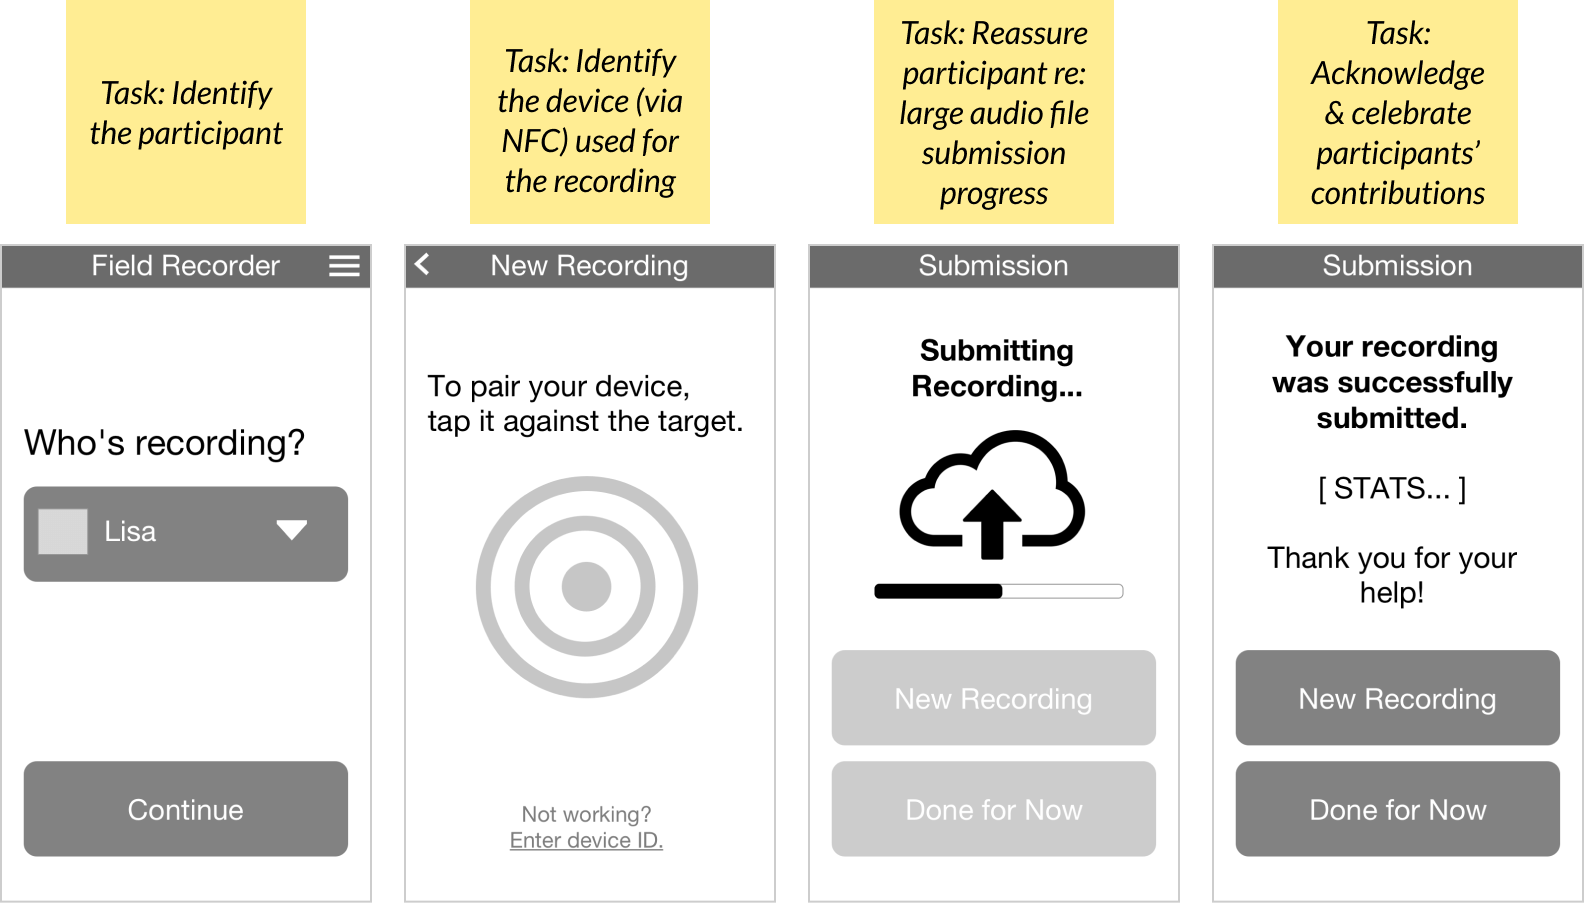 Task: Identify
the participant
Task: Identify
the device (via
NFC) used for
the recording
Task: Reassure
participant re:
large audio file
submission
progress
Task:
Acknowledge
& celebrate
participants’
contributions
Field Recorder
Who's recording?
Lisa
Continue
New Recording
To pair your device,
tap it against the target.
Not working?
Enter device ID.
Submission
Submitting
Recording...
New Recording
Done for Now
Submission
Your recording
was successfully
submitted.
[ STATS... ]
Thank you for your
help!
New Recording
Done for Now